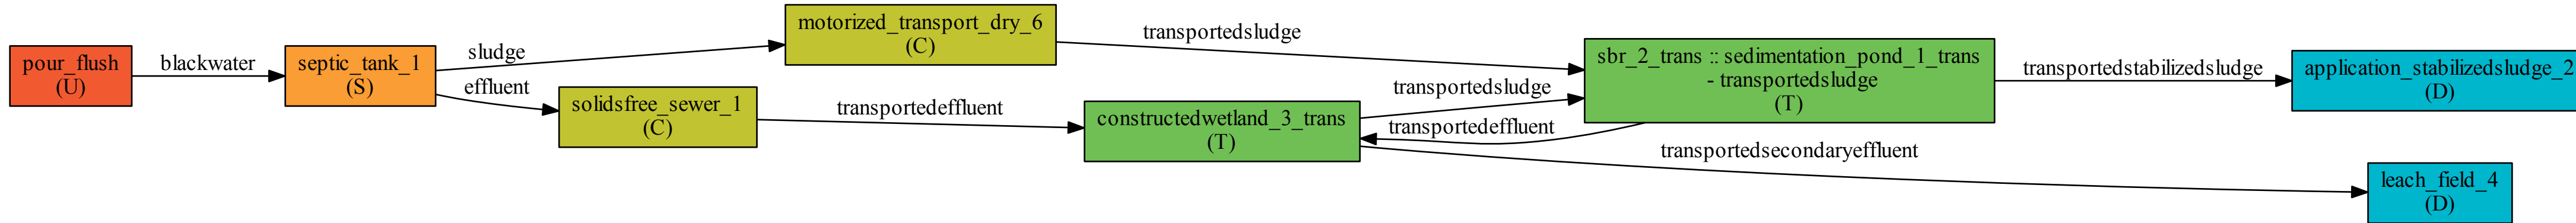 pour_flush
(U)
blackwater
septic_tank_1
(S)
sludge
effluent
motorized_transport_dry_6
(C)
solidsfree_sewer_1
(C)
transportedsludge
transportedeffluent
constructedwetland_3_trans
(T)
transportedsludge
transportedeffluent
sbr_2_trans :: sedimentation_pond_1_trans
- transportedsludge
(T)
transportedsecondaryeffluent
transportedstabilizedsludge
application_stabilizedsludge_2
(D)
leach_field_4
(D)